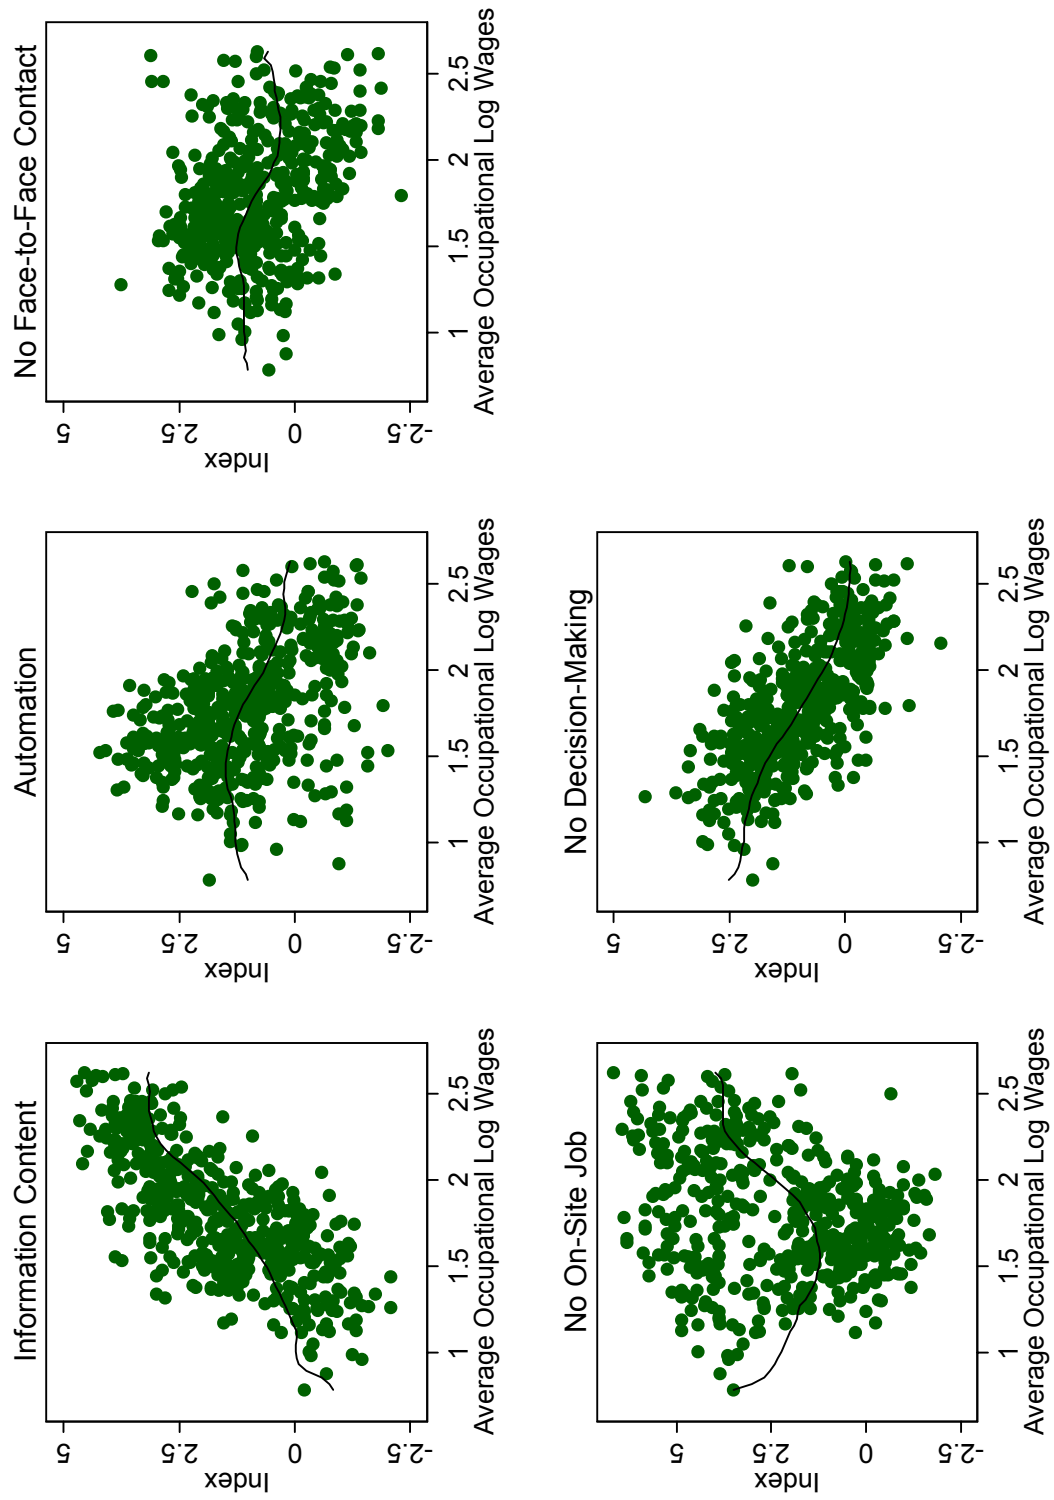 Information Content
5
2.5
0
-2.5
Index
1
1.5
2
2.5
Average Occupational Log Wages
Automation
5
2.5
0
-2.5
Index
1
1.5
2
2.5
Average Occupational Log Wages
No Face-to-Face Contact
5
2.5
0
-2.5
Index
1
1.5
2
2.5
Average Occupational Log Wages
No On-Site Job
5
2.5
0
-2.5
Index
1
1.5
2
2.5
Average Occupational Log Wages
No Decision-Making
5
2.5
0
-2.5
Index
1
1.5
2
2.5
Average Occupational Log Wages